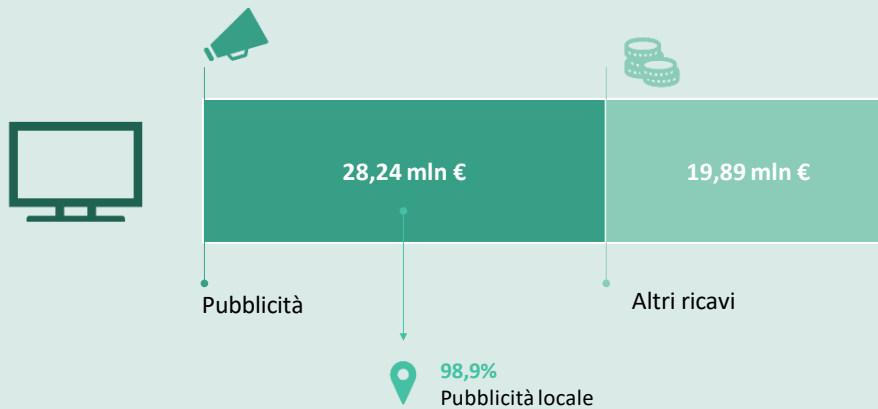 28,24 mln €
19,89 mln €
Pubblicità
Altri ricavi
98,9%
Pubblicità locale